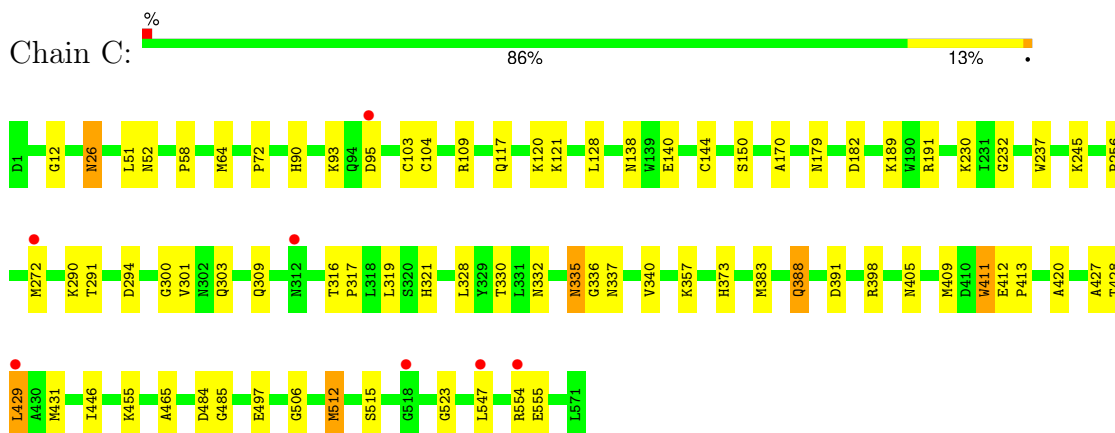 %
Chain C:
86% 13% •
D1 G12 N26 L51 N52 P58 M64 P72 H90 K93 Q94 D95 C103 C104 R109 Q117 K120 K121 L128 N138 W139 E140 C144 S150 A170 N179 D182 K189 W190 R191 K230 I231 G232 W237 K245
M272 K290 T291 D294 G300 V301 N302 Q303 Q309 N312 T316 P317 L318 L319 S320 H321 L328 Y329 T330 L331 N332 N335 G336 N337 V340 K357 H373 M383 Q388 D391 R398 N405 M409 D410 W411 E412 P413 A420 A427 T428
L429 A430 M431 I446 K455 A465 D484 G485 E497 G506 M512 S515 G518 G523 L547 R554 E555 L571